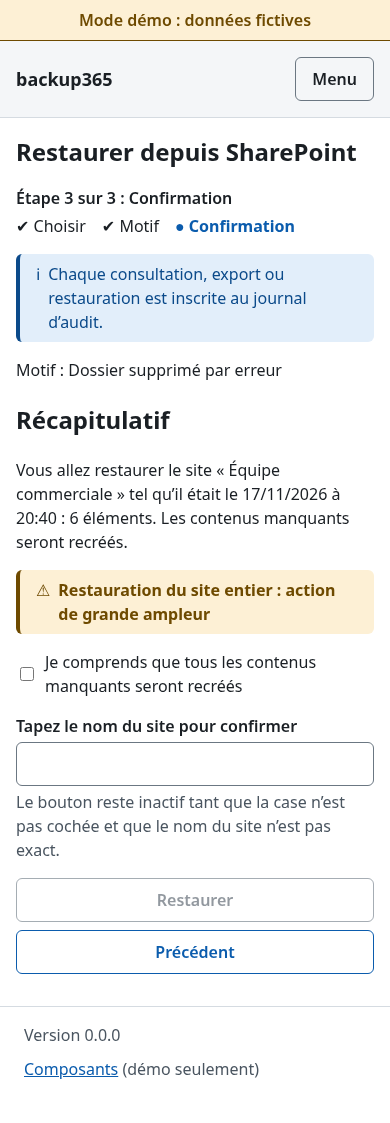 Mode démo : données fictives
backup365
Menu
Restaurer depuis SharePoint
Étape 3 sur 3 : Confirmation
✔ Choisir ✔ Motif ● Confirmation
i Chaque consultation, export ou
restauration est inscrite au journal
d’audit.
Motif : Dossier supprimé par erreur
Récapitulatif
Vous allez restaurer le site « Équipe
commerciale » tel qu’il était le 17/11/2026 à
20:40 : 6 éléments. Les contenus manquants
seront recréés.
⚠ Restauration du site entier : action
de grande ampleur
Je comprends que tous les contenus
manquants seront recréés
Tapez le nom du site pour confirmer
Le bouton reste inactif tant que la case n’est
pas cochée et que le nom du site n’est pas
exact.
Restaurer
Précédent
Version 0.0.0
Composants (démo seulement)